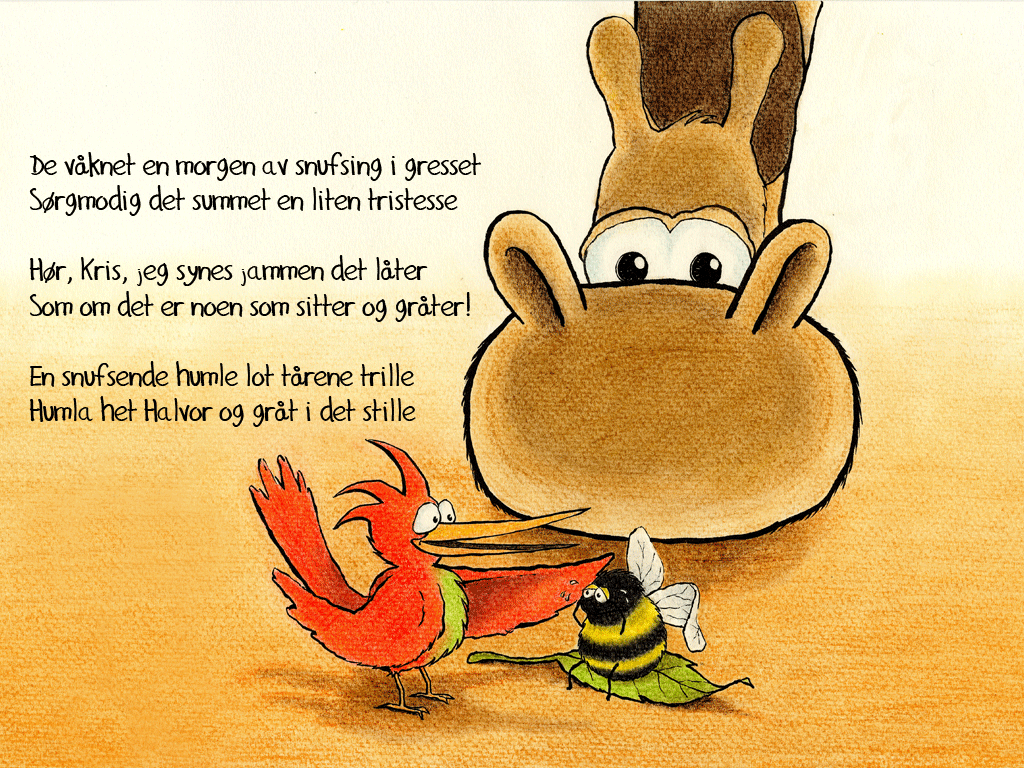 De våknet en morgen av snufsing i gresset
Sørgmodig det summet en liten tristesse
Hør, Kris, jeg synes jammen det låter
Som om det er noen som sitter og gråter!
En snufsende humle lot tårene trille
Humla het Halvor og gråt i det stille